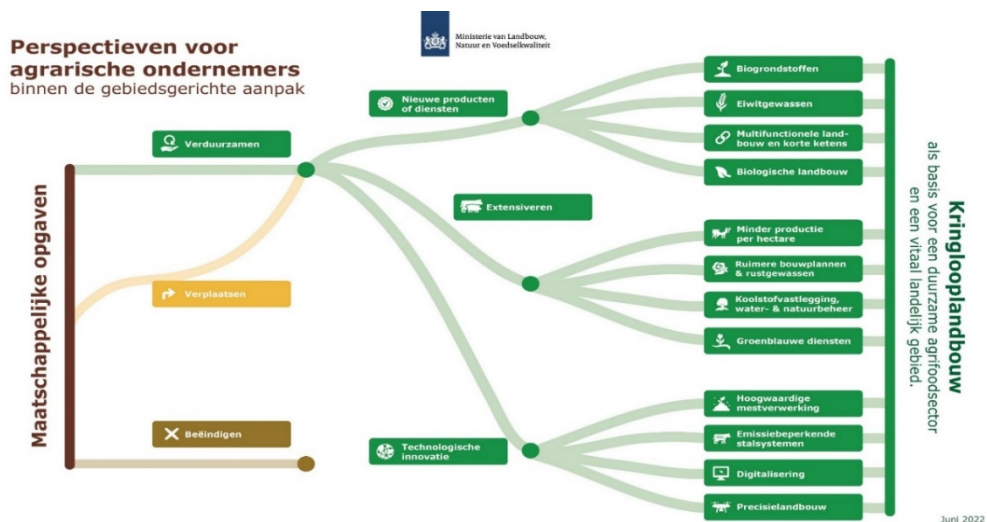 Perspectieven voor
agrarische ondernemers
binnen de gebiedsgerichte aanpak
Ministerie van Landbouw,
Natuur en Voedselkwaliteit
Maatschappelijke opgaven
Verduurzamen
Verplaatsen
Beëindigen
Nieuwe producten
of diensten
Extensiveren
Technologische
innovatie
Biogrondstoffen
Eiwitgewassen
Multifunctionele land-
bouw en korte ketens
Biologische landbouw
Minder productie
per hectare
Ruimere bouwplannen
& rustgewassen
Koolstofvastlegging,
water- & natuurbeheer
Groenblauwe diensten
Hoogwaardige
mestverwerking
Emissiebeperkende
stalsystemen
Digitalisering
Precisielandbouw
Kringlooplandbouw
als basis voor een duurzame agrifoodsector
en een vitaal landelijk gebied.
Juni 2022